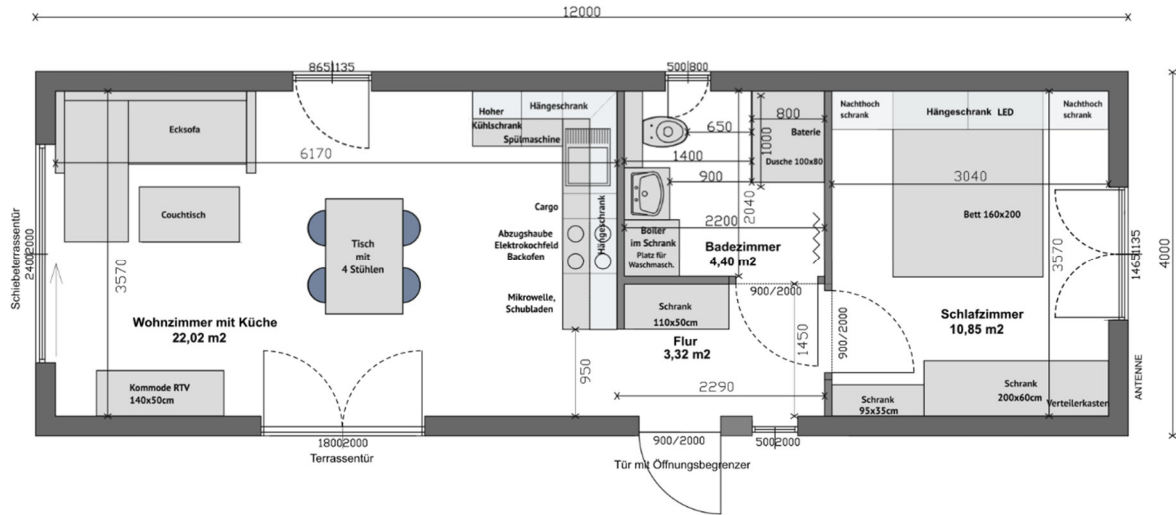 12000
865|1135
500|800
Ecksofa
6170
Couchtisch
Hoher
Kühlschrank
Hängeschrank
Spülmaschine
Hängeschrank
Cargo
Abzugshaube
Elektrokochfeld
Backofen
Mikrowelle,
Schubladen
Tisch
mit
4 Stühlen
3570
Schiebeterrassentür
2400|2000
Wohnzimmer mit Küche
22,02 m2
Kommode RTV
140x50cm
1800|2000
Terrassentür
950
650
1400
900
2200
2040
800
1000
Baterie
Dusche 100x80
Boiler
im Schrank
Platz für
Waschmasch.
Badezimmer
4,40 m2
900/2000
Schrank
110x50cm
Flur
3,32 m2
1450
2290
900/2000
500|2000
Tür mit Öffnungsbegrenzer
900/2000
Nachthoch
schrank
Hängeschrank LED
Nachthoch
schrank
3040
Bett 160x200
3570
1465|1135
4000
Schlafzimmer
10,85 m2
Schrank
95x35cm
Schrank
200x60cm
Verteilerkasten
ANTENNE